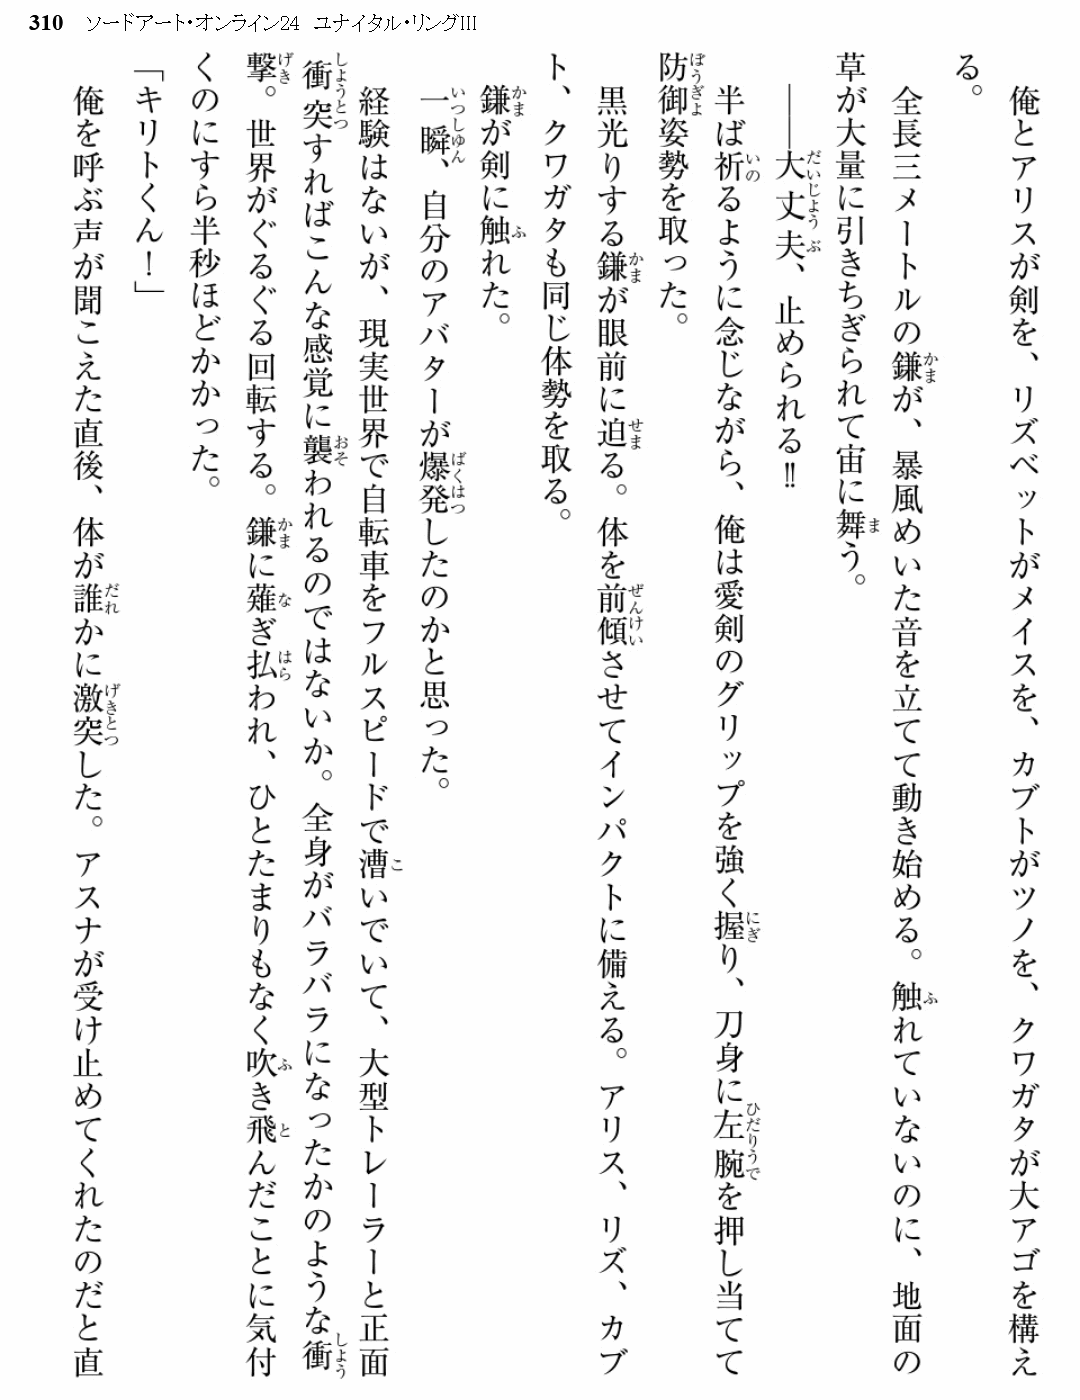 310 ソードアート・オンライン24 ユナイタル・リングIII
俺とアリスが剣を、リズベットがメイスを、カブトがツノを、クワガタが大アゴを構え
る。
全長三メートルの鎌が、暴風めいた音を立てて動き始める。触れていないのに、地面の
草が大量に引きちぎられて宙に舞う。
――大丈夫、止められる‼
半ば祈るように念じながら、俺は愛剣のグリップを強く握り、刀身に左腕を押し当てて
防御姿勢を取った。
黒光りする鎌が眼前に迫る。体を前傾させてインパクトに備える。アリス、リズ、カブ
ト、クワガタも同じ体勢を取る。
鎌が剣に触れた。
一瞬、自分のアバターが爆発したのかと思った。
経験はないが、現実世界で自転車をフルスピードで漕いでいて、大型トレーラーと正面
衝突すればこんな感覚に襲われるのではないか。全身がバラバラになったかのような衝
撃。世界がぐるぐる回転する。鎌に薙ぎ払われ、ひとたまりもなく吹き飛んだことに気付
くのにすら半秒ほどかかった。
「キリトくん！」
俺を呼ぶ声が聞こえた直後、体が誰かに激突した。アスナが受け止めてくれたのだと直